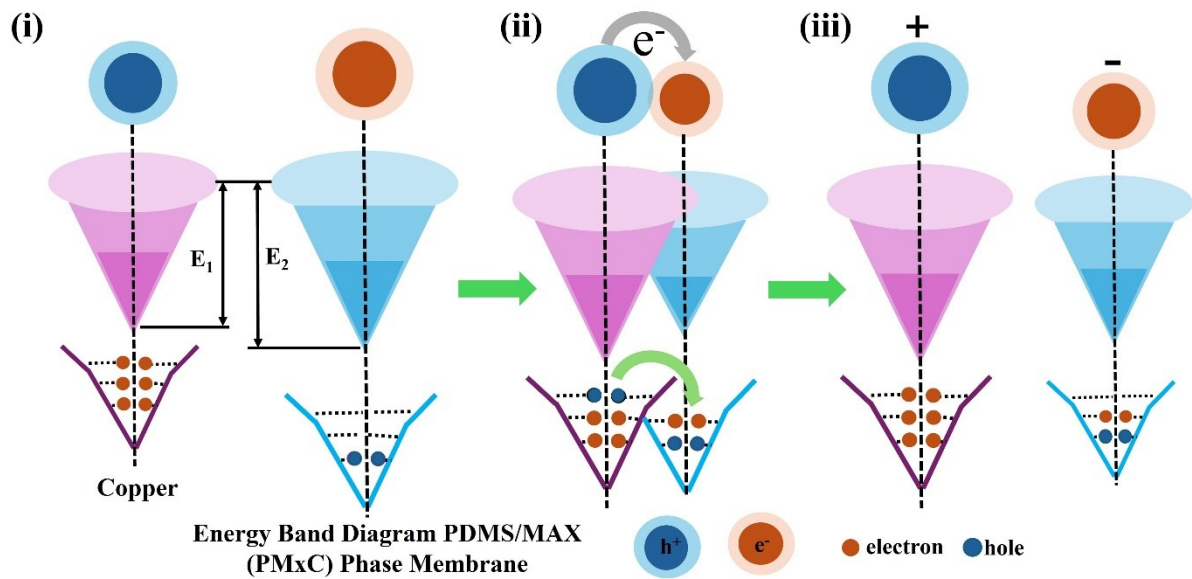 (i)
(ii)
(iii)
e-
+
-
E1
E2
Copper
Energy Band Diagram PDMS/MAX
(PMxC) Phase Membrane
h+
e-
electron
hole